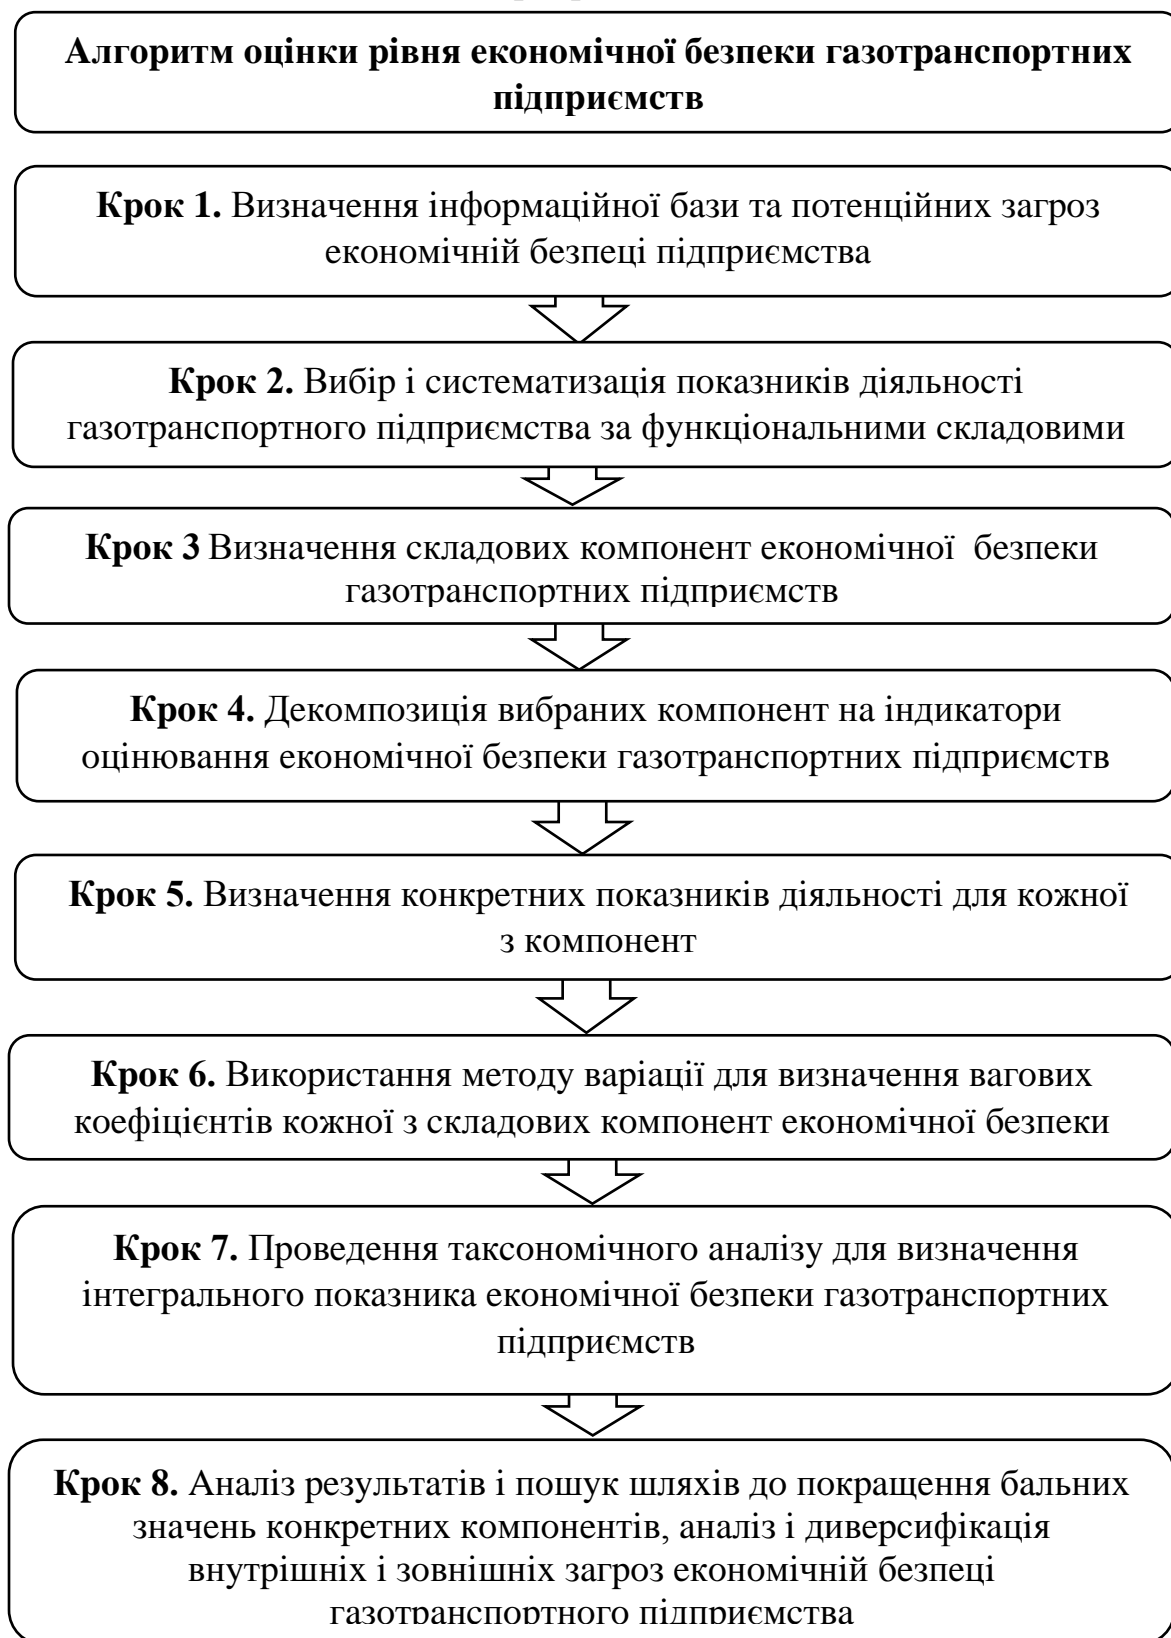 Алгоритм оцінки рівня економічної безпеки газотранспортних
підприємств
Крок 1. Визначення інформаційної бази та потенційних загроз
економічній безпеці підприємства
Крок 2. Вибір і систематизація показників діяльності
газотранспортного підприємства за функціональними складовими
Крок 3 Визначення складових компонент економічної безпеки
газотранспортних підприємств
Крок 4. Декомпозиція вибраних компонент на індикатори
оцінювання економічної безпеки газотранспортних підприємств
Крок 5. Визначення конкретних показників діяльності для кожної
з компонент
Крок 6. Використання методу варіації для визначення вагових
коефіцієнтів кожної з складових компонент економічної безпеки
Крок 7. Проведення таксономічного аналізу для визначення
інтегрального показника економічної безпеки газотранспортних
підприємств
Крок 8. Аналіз результатів і пошук шляхів до покращення бальних
значень конкретних компонентів, аналіз і диверсифікація
внутрішніх і зовнішніх загроз економічній безпеці
газотранспортного підприємства